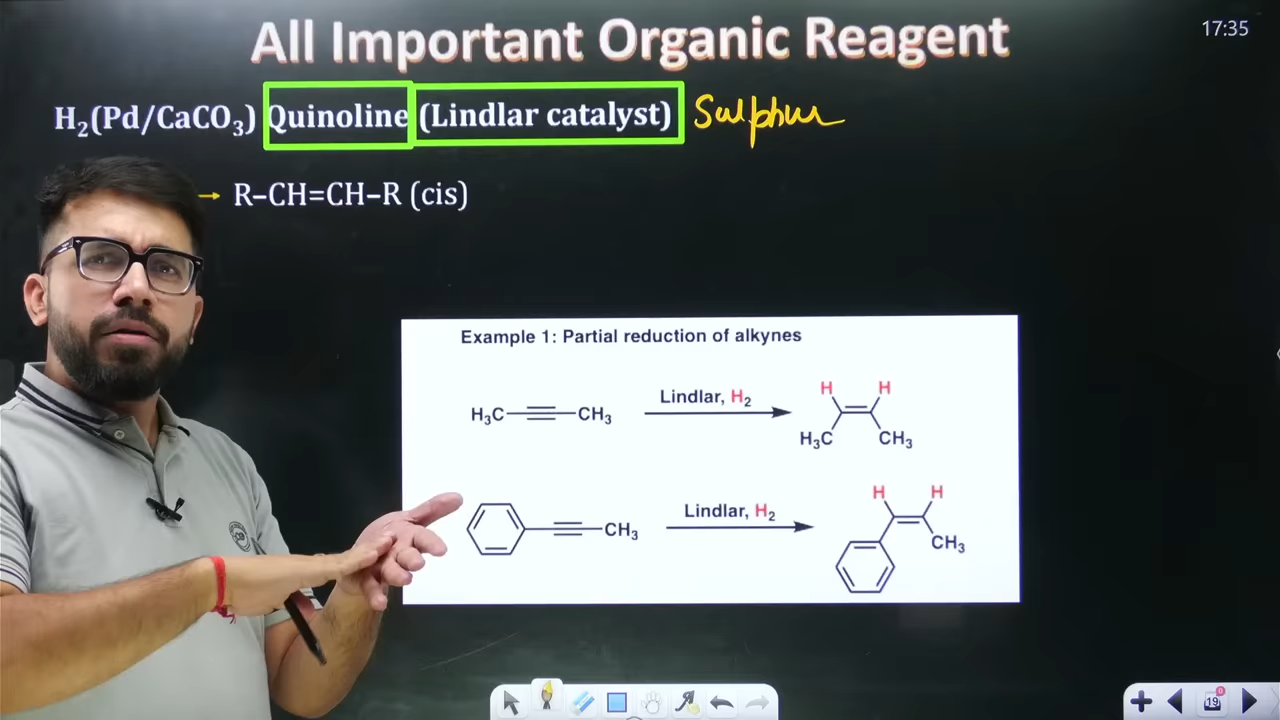 All Important Organic Reagent
17:35
H₂(Pd/CaCO₃) Quinoline (Lindlar catalyst) Sulphur
→ R–CH=CH–R (cis)
Example 1: Partial reduction of alkynes
H₃C CH₃ Lindlar, H₂ H H H₃C CH₃
CH₃ Lindlar, H₂ H H CH₃
19
0